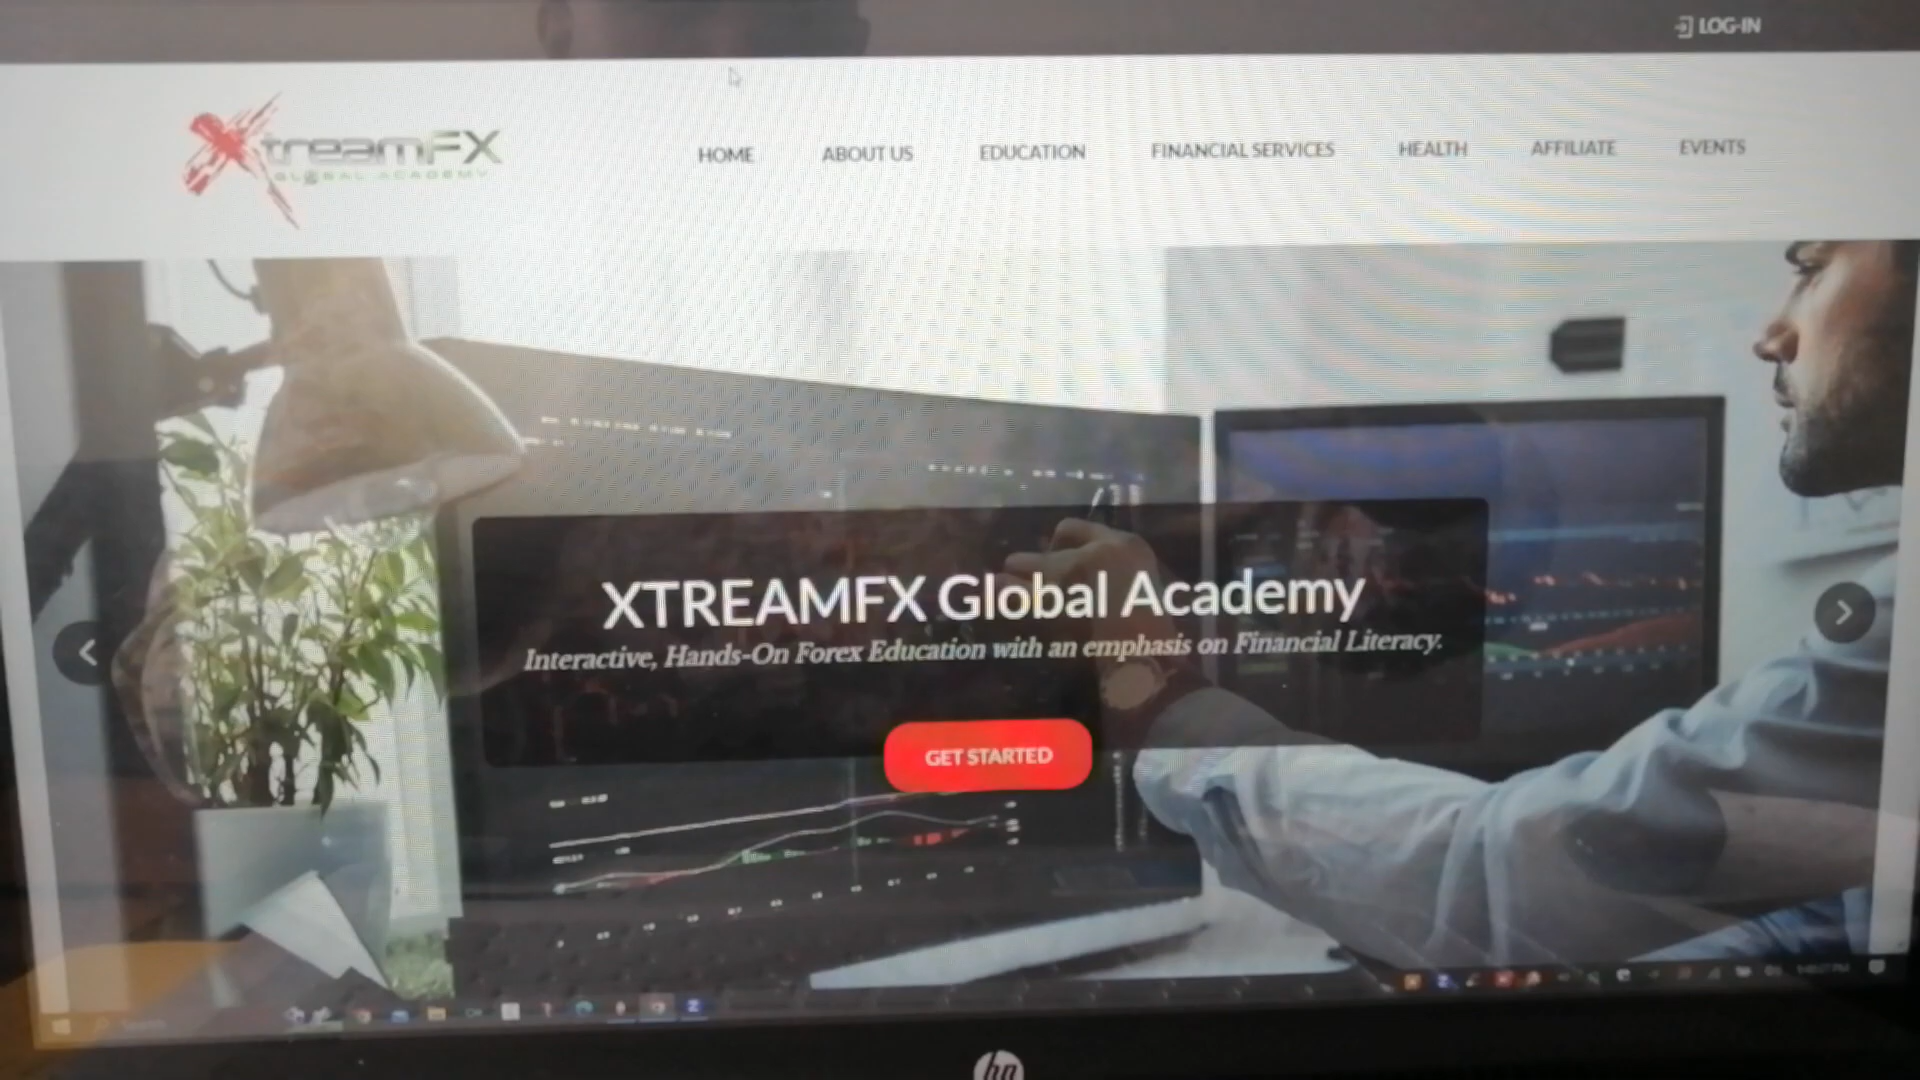 LOG-IN
XtreamFX
GLOBAL ACADEMY
HOME ABOUT US EDUCATION FINANCIAL SERVICES HEALTH AFFILIATE EVENTS
XTREAMFX Global Academy
Interactive, Hands-On Forex Education with an emphasis on Financial Literacy.
GET STARTED
hp